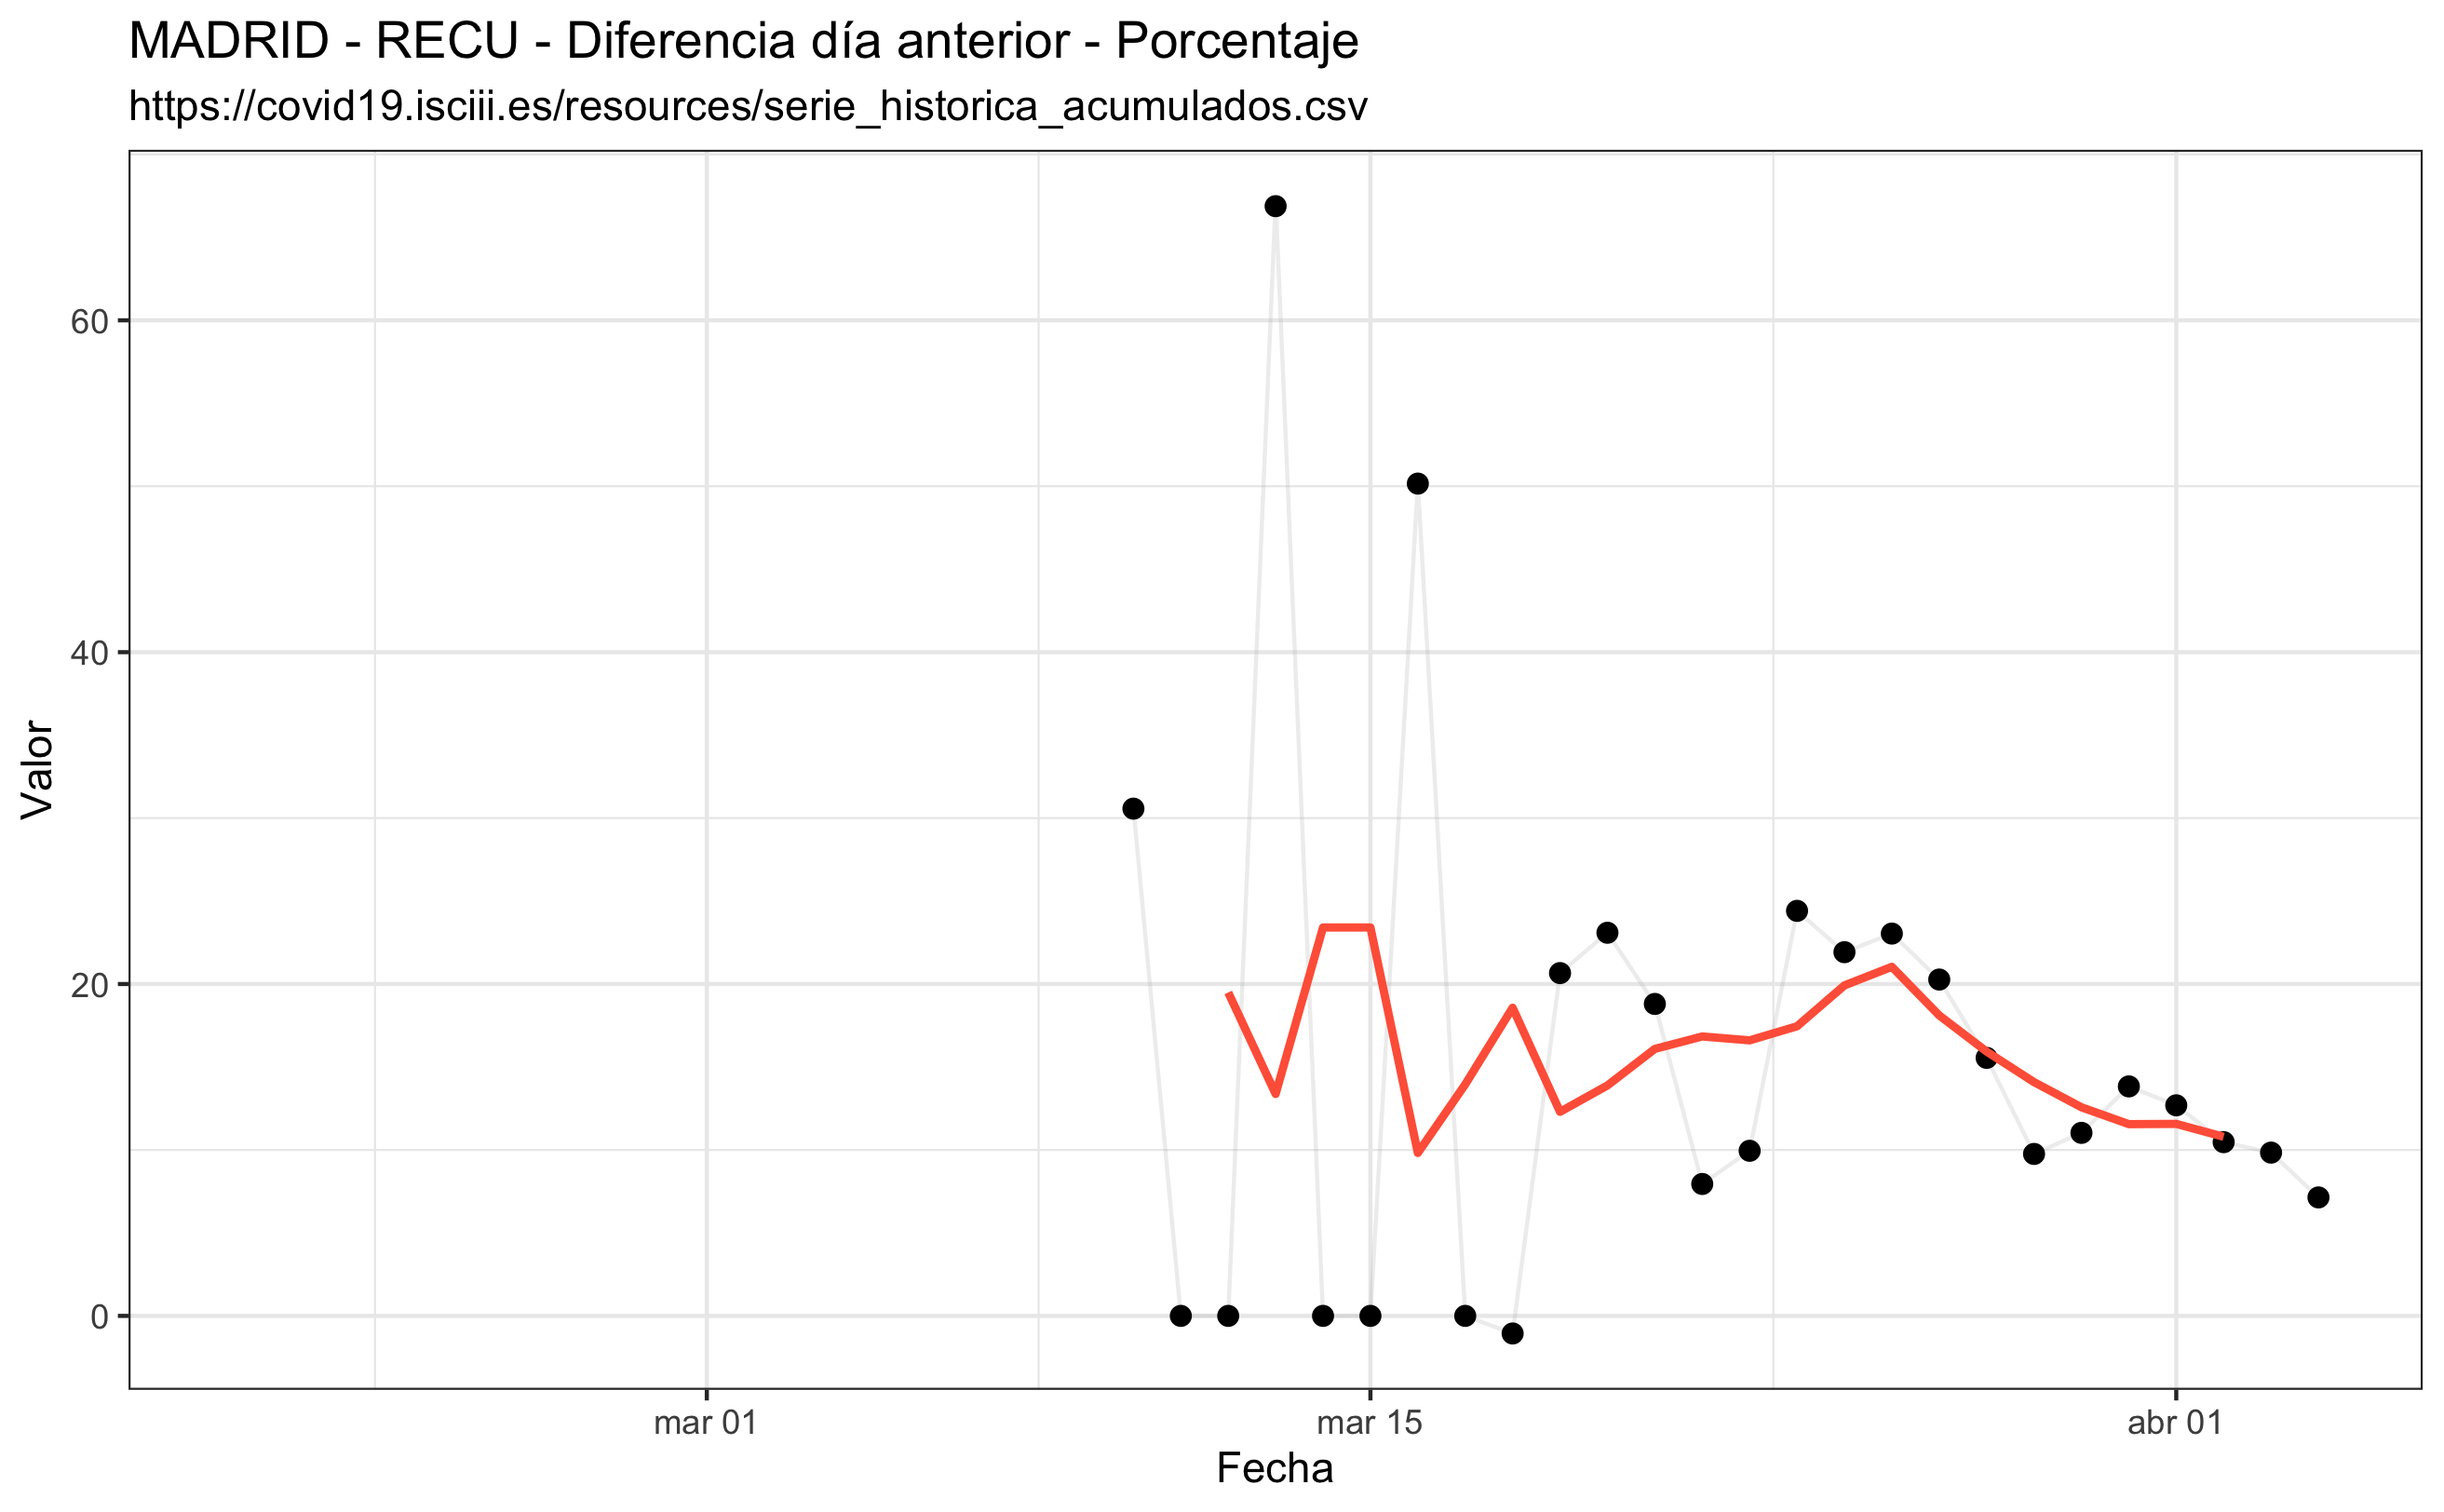 MADRID - RECU - Diferencia día anterior - Porcentaje
https://covid19.isciii.es/resources/serie_historica_acumulados.csv
60
40
20
0
Valor
mar 01
mar 15
abr 01
Fecha